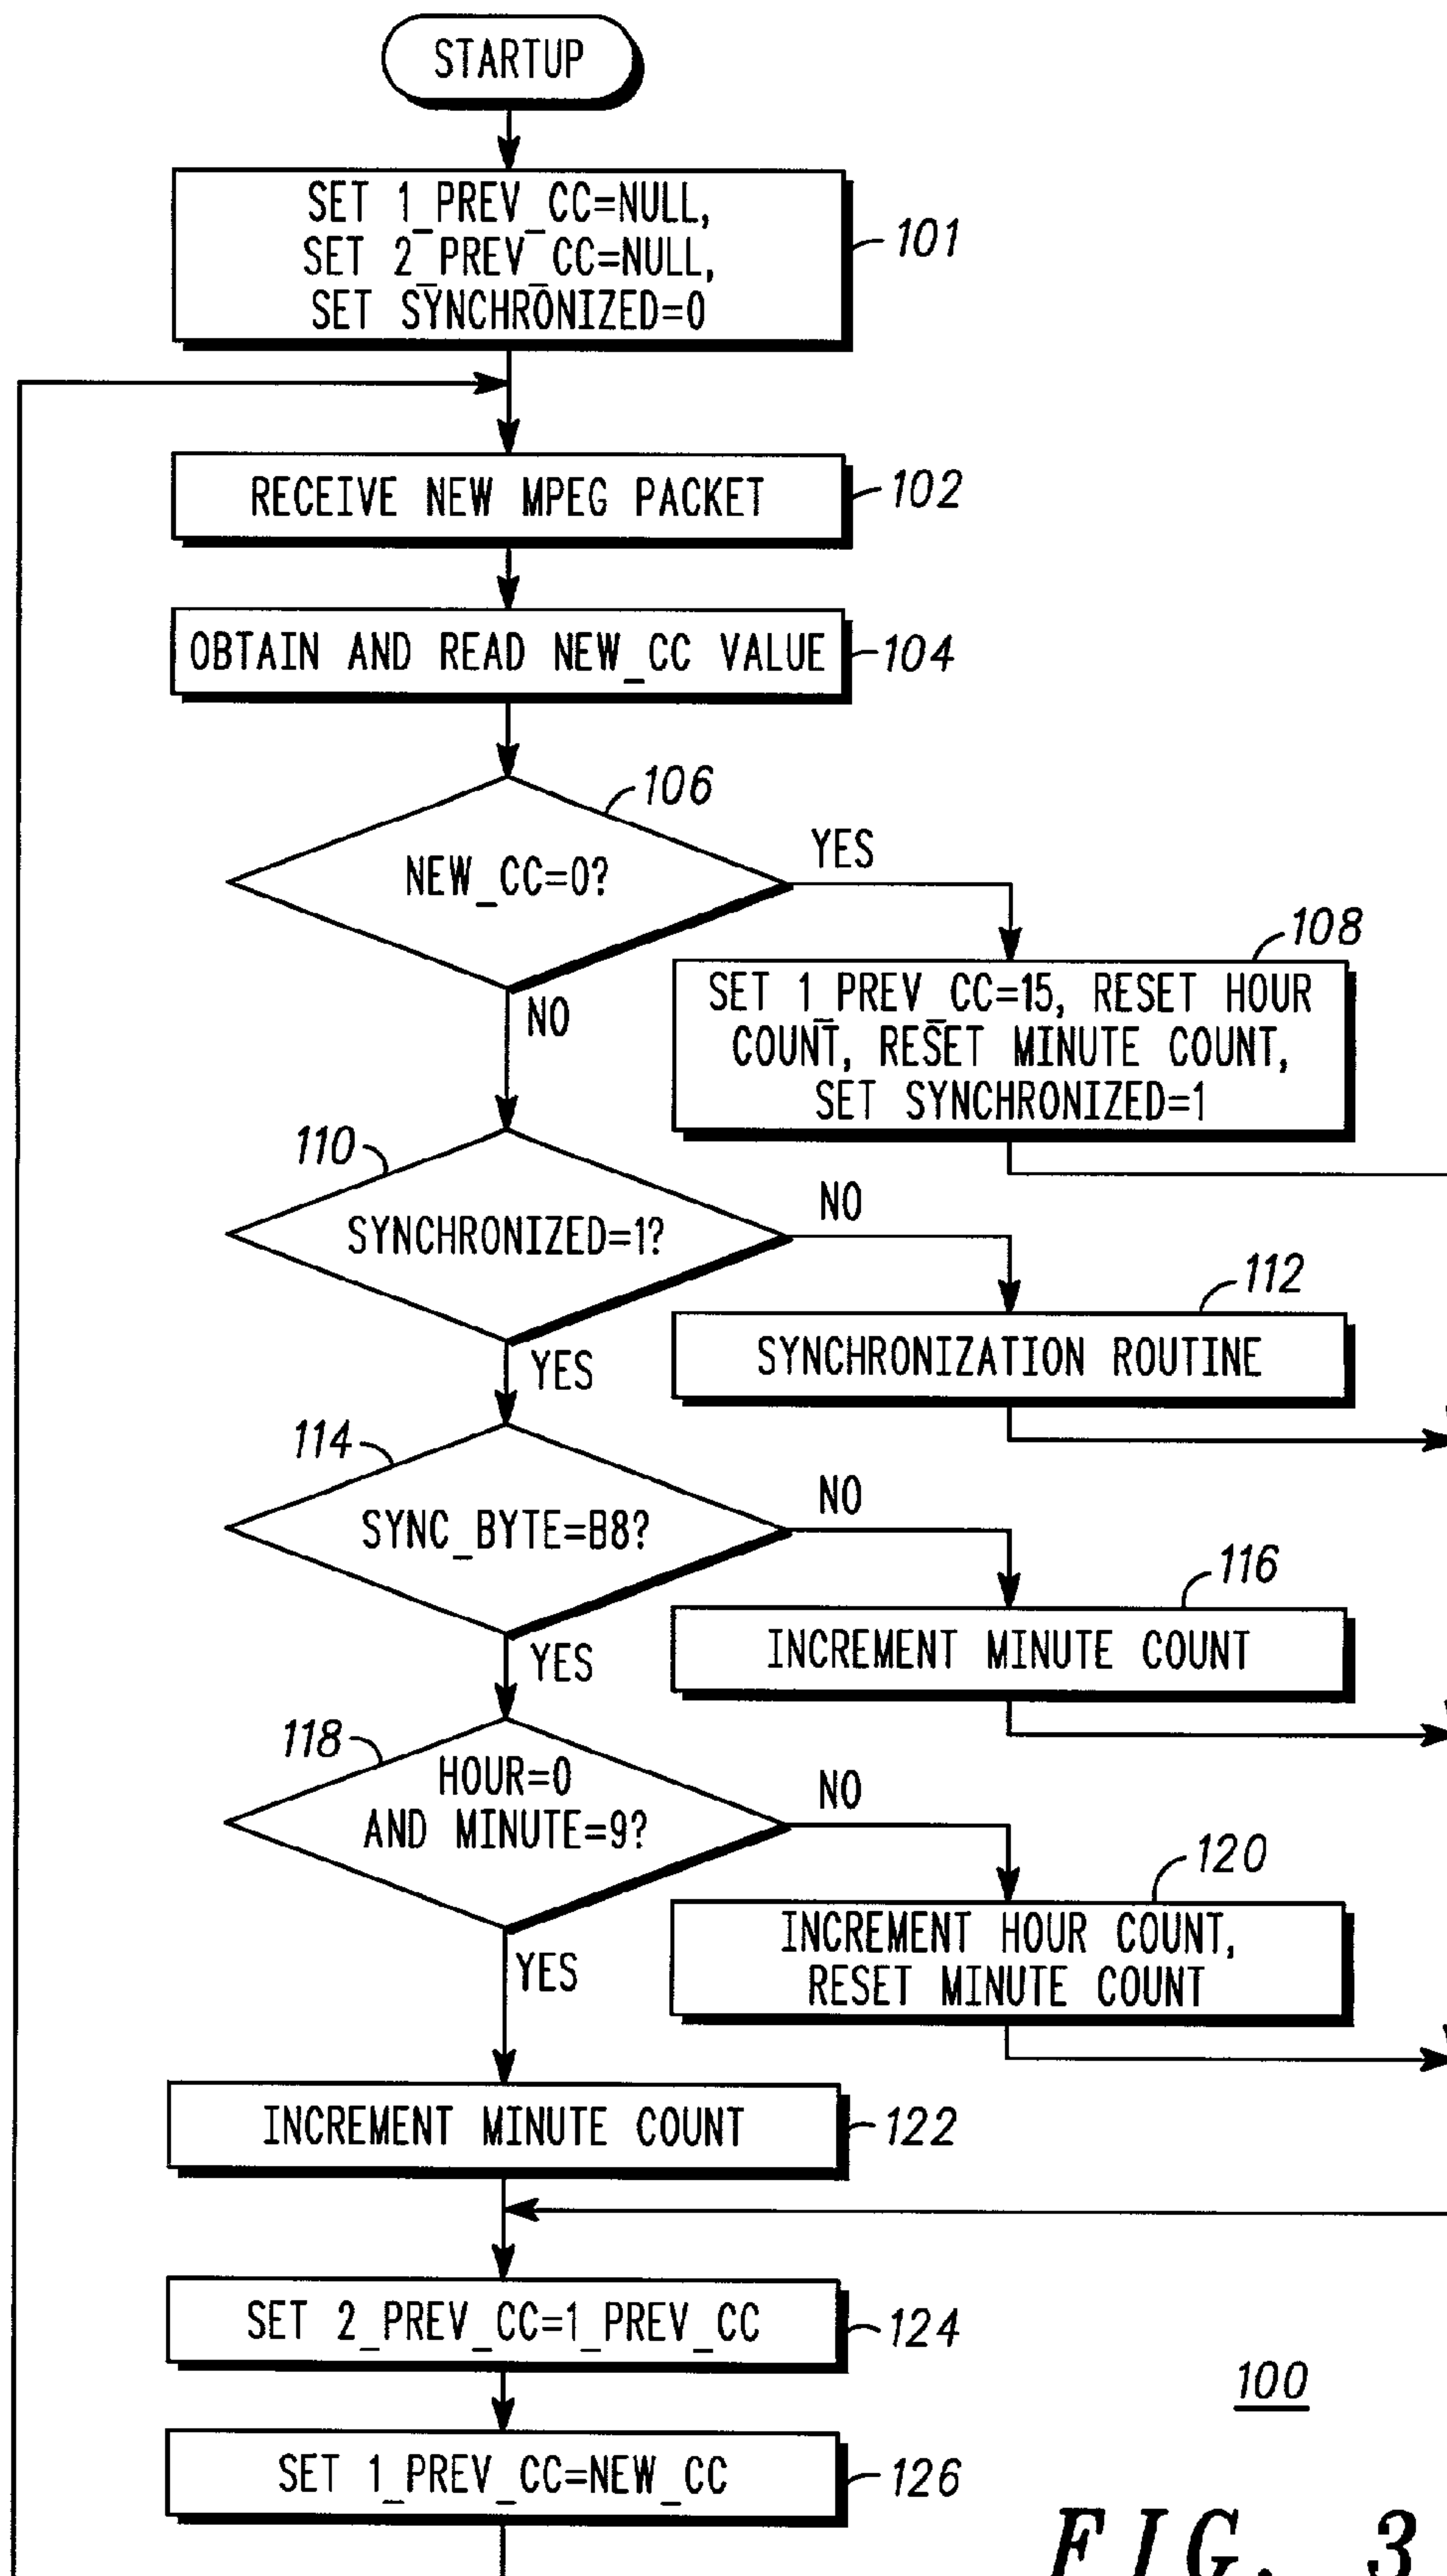 STARTUP
SET 1_PREV_CC=NULL,
SET 2_PREV_CC=NULL,
SET SYNCHRONIZED=0
101
RECEIVE NEW MPEG PACKET
102
OBTAIN AND READ NEW_CC VALUE
104
106
NEW_CC=0?
YES
NO
108
SET 1_PREV_CC=15, RESET HOUR
COUNT, RESET MINUTE COUNT,
SET SYNCHRONIZED=1
110
SYNCHRONIZED=1?
NO
YES
112
SYNCHRONIZATION ROUTINE
114
SYNC_BYTE=B8?
NO
YES
116
INCREMENT MINUTE COUNT
118
HOUR=0
AND MINUTE=9?
NO
YES
120
INCREMENT HOUR COUNT,
RESET MINUTE COUNT
INCREMENT MINUTE COUNT
122
SET 2_PREV_CC=1_PREV_CC
124
100
SET 1_PREV_CC=NEW_CC
126
FIG. 3